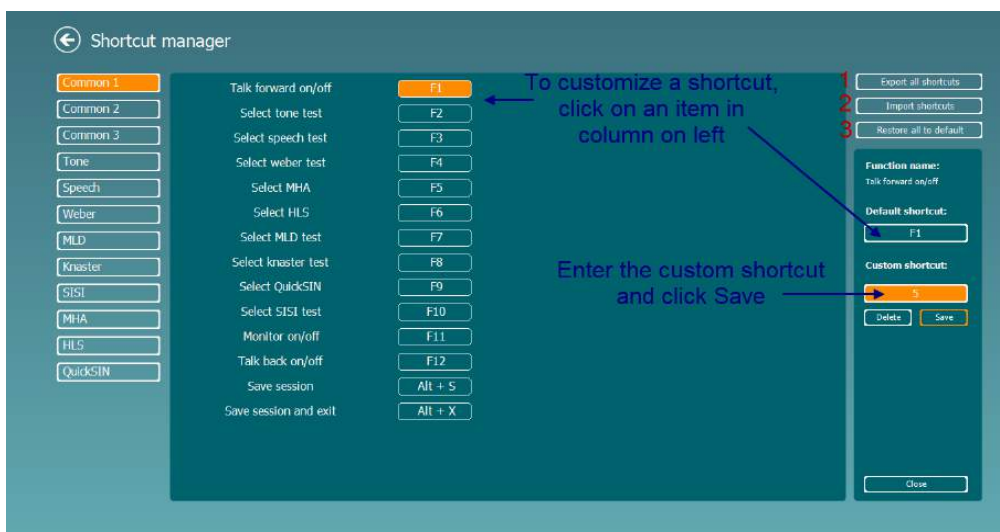 Shortcut manager
Common 1
Common 2
Common 3
Tone
Speech
Weber
MLD
Knaster
SISI
MHA
HLS
QuickSIN
Talk forward on/off F1
Select tone test F2
Select speech test F3
Select weber test F4
Select MHA F5
Select HLS F6
Select MLD test F7
Select knaster test F8
Select QuickSIN F9
Select SISI test F10
Monitor on/off F11
Talk back on/off F12
Save session Alt + S
Save session and exit Alt + X
To customize a shortcut,
click on an item in
column on left
Enter the custom shortcut
and click Save
1 Export all shortcuts
2 Import shortcuts
3 Restore all to default
Function name:
Talk forward on/off
Default shortcut:
F1
Custom shortcut:
S
Delete Save
Close